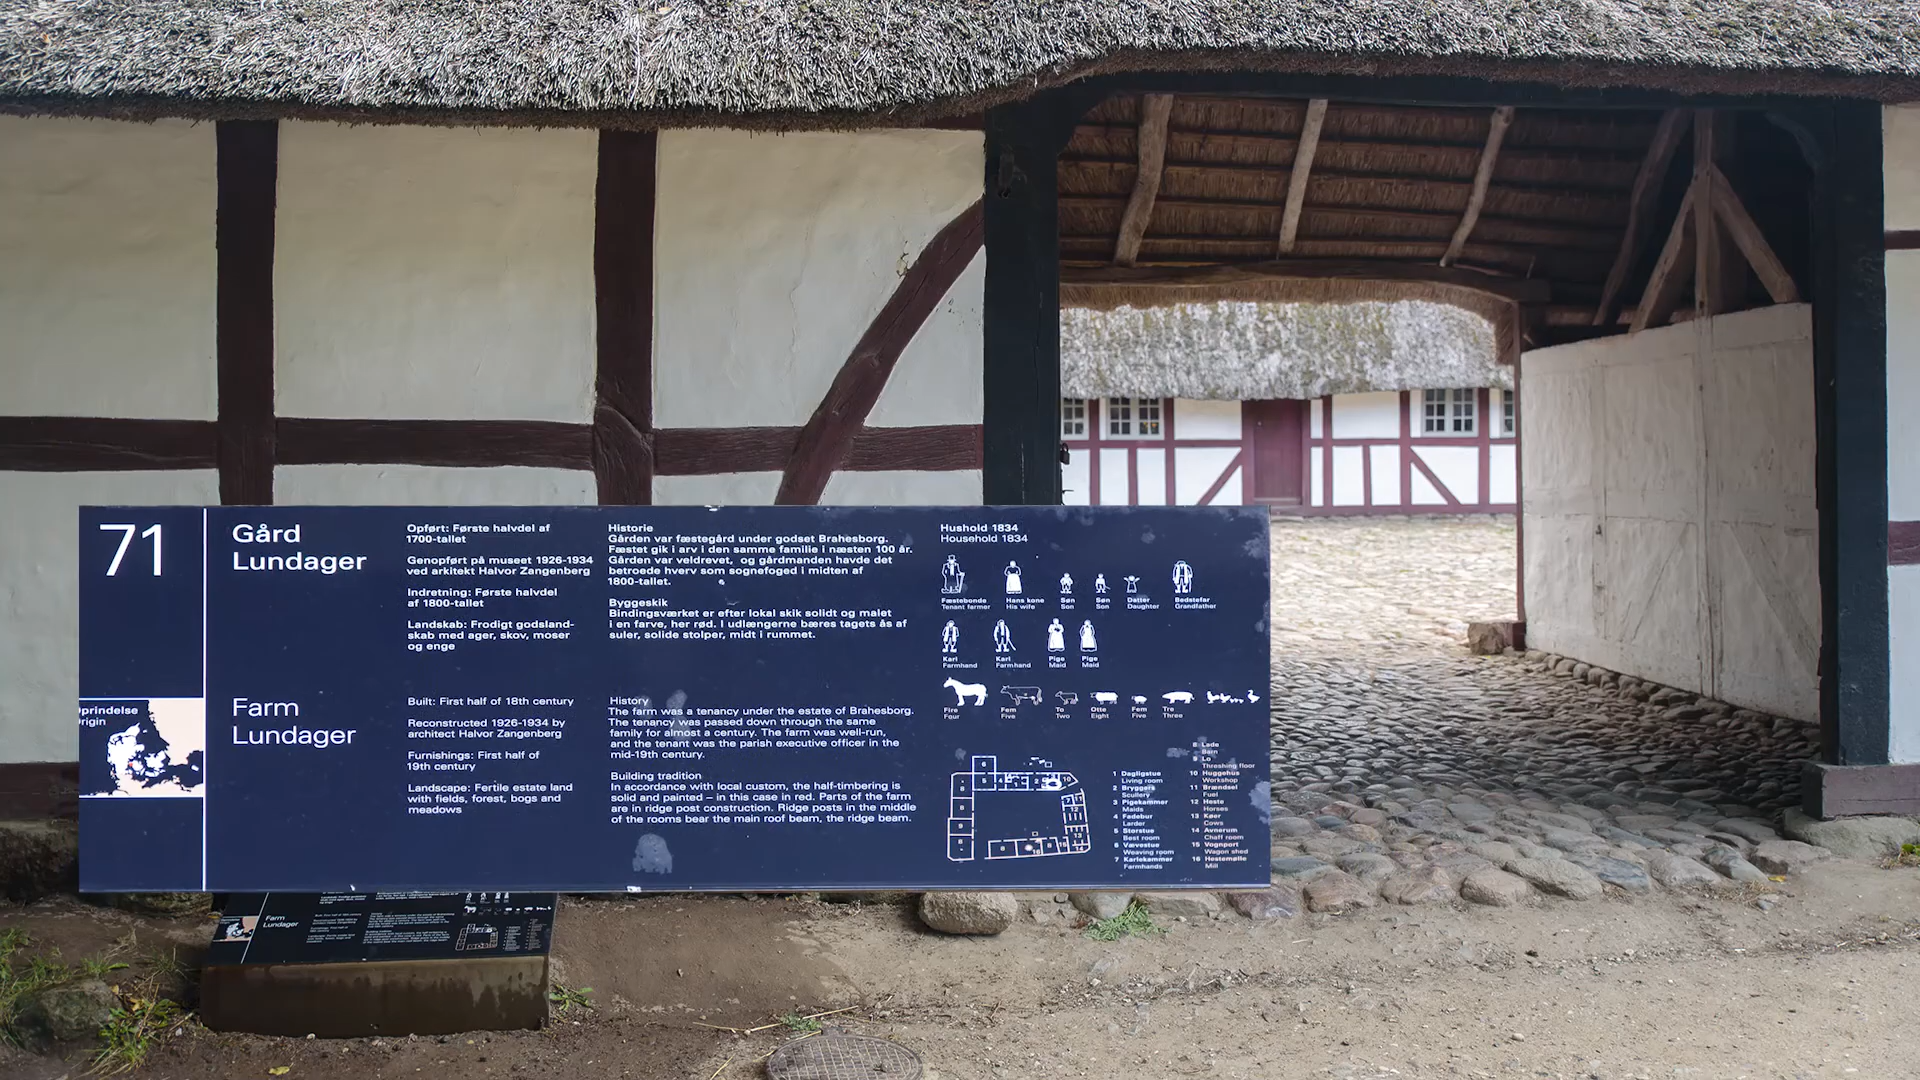 71
Gård
Lundager
Opført: Første halvdel af
1700-tallet
Genopført på museet 1926-1934
ved arkitekt Halvor Zangenberg
Indretning: Første halvdel
af 1800-tallet
Landskab: Frodigt godsland-
skab med ager, skov, moser
og enge
Historie
Gården var fæstegård under godset Brahesborg.
Fæstet gik i arv i den samme familie i næsten 100 år.
Gården var veldrevet, og gårdmanden havde det
betroede hverv som sognefoged i midten af
1800-tallet.
Byggeskik
Bindingsværket er efter lokal skik solidt og malet
i en farve, her rød. I udlængerne bæres tagets ås af
suler, solide stolper, midt i rummet.
Hushold 1834
Household 1834
Fæstebonde
Tenant farmer
Hans kone
His wife
Søn
Son
Søn
Son
Datter
Daughter
Bedstefar
Grandfather
Karl
Farmhand
Karl
Farmhand
Pige
Maid
Pige
Maid
Fire
Four
Fem
Five
To
Two
Otte
Eight
Fem
Five
Tre
Three
Oprindelse
Origin
Farm
Lundager
Built: First half of 18th century
Reconstructed 1926-1934 by
architect Halvor Zangenberg
Furnishings: First half of
19th century
Landscape: Fertile estate land
with fields, forest, bogs and
meadows
History
The farm was a tenancy under the estate of Brahesborg.
The tenancy was passed down through the same
family for almost a century. The farm was well-run,
and the tenant was the parish executive officer in the
mid-19th century.
Building tradition
In accordance with local custom, the half-timbering is
solid and painted – in this case in red. Parts of the farm
are in ridge post construction. Ridge posts in the middle
of the rooms bear the main roof beam, the ridge beam.
1 Dagligstue
Living room
2 Bryggers
Scullery
3 Pigekammer
Maids
4 Fadebur
Larder
5 Storstue
Best room
6 Vævestue
Weaving room
7 Karlekammer
Farmhands
8 Lade
Barn
9 Lo
Threshing floor
10 Huggehus
Workshop
11 Brændsel
Fuel
12 Heste
Horses
13 Køer
Cows
14 Avnerum
Chaff room
15 Vognport
Wagon shed
16 Hestemølle
Mill
Farm
Lundager